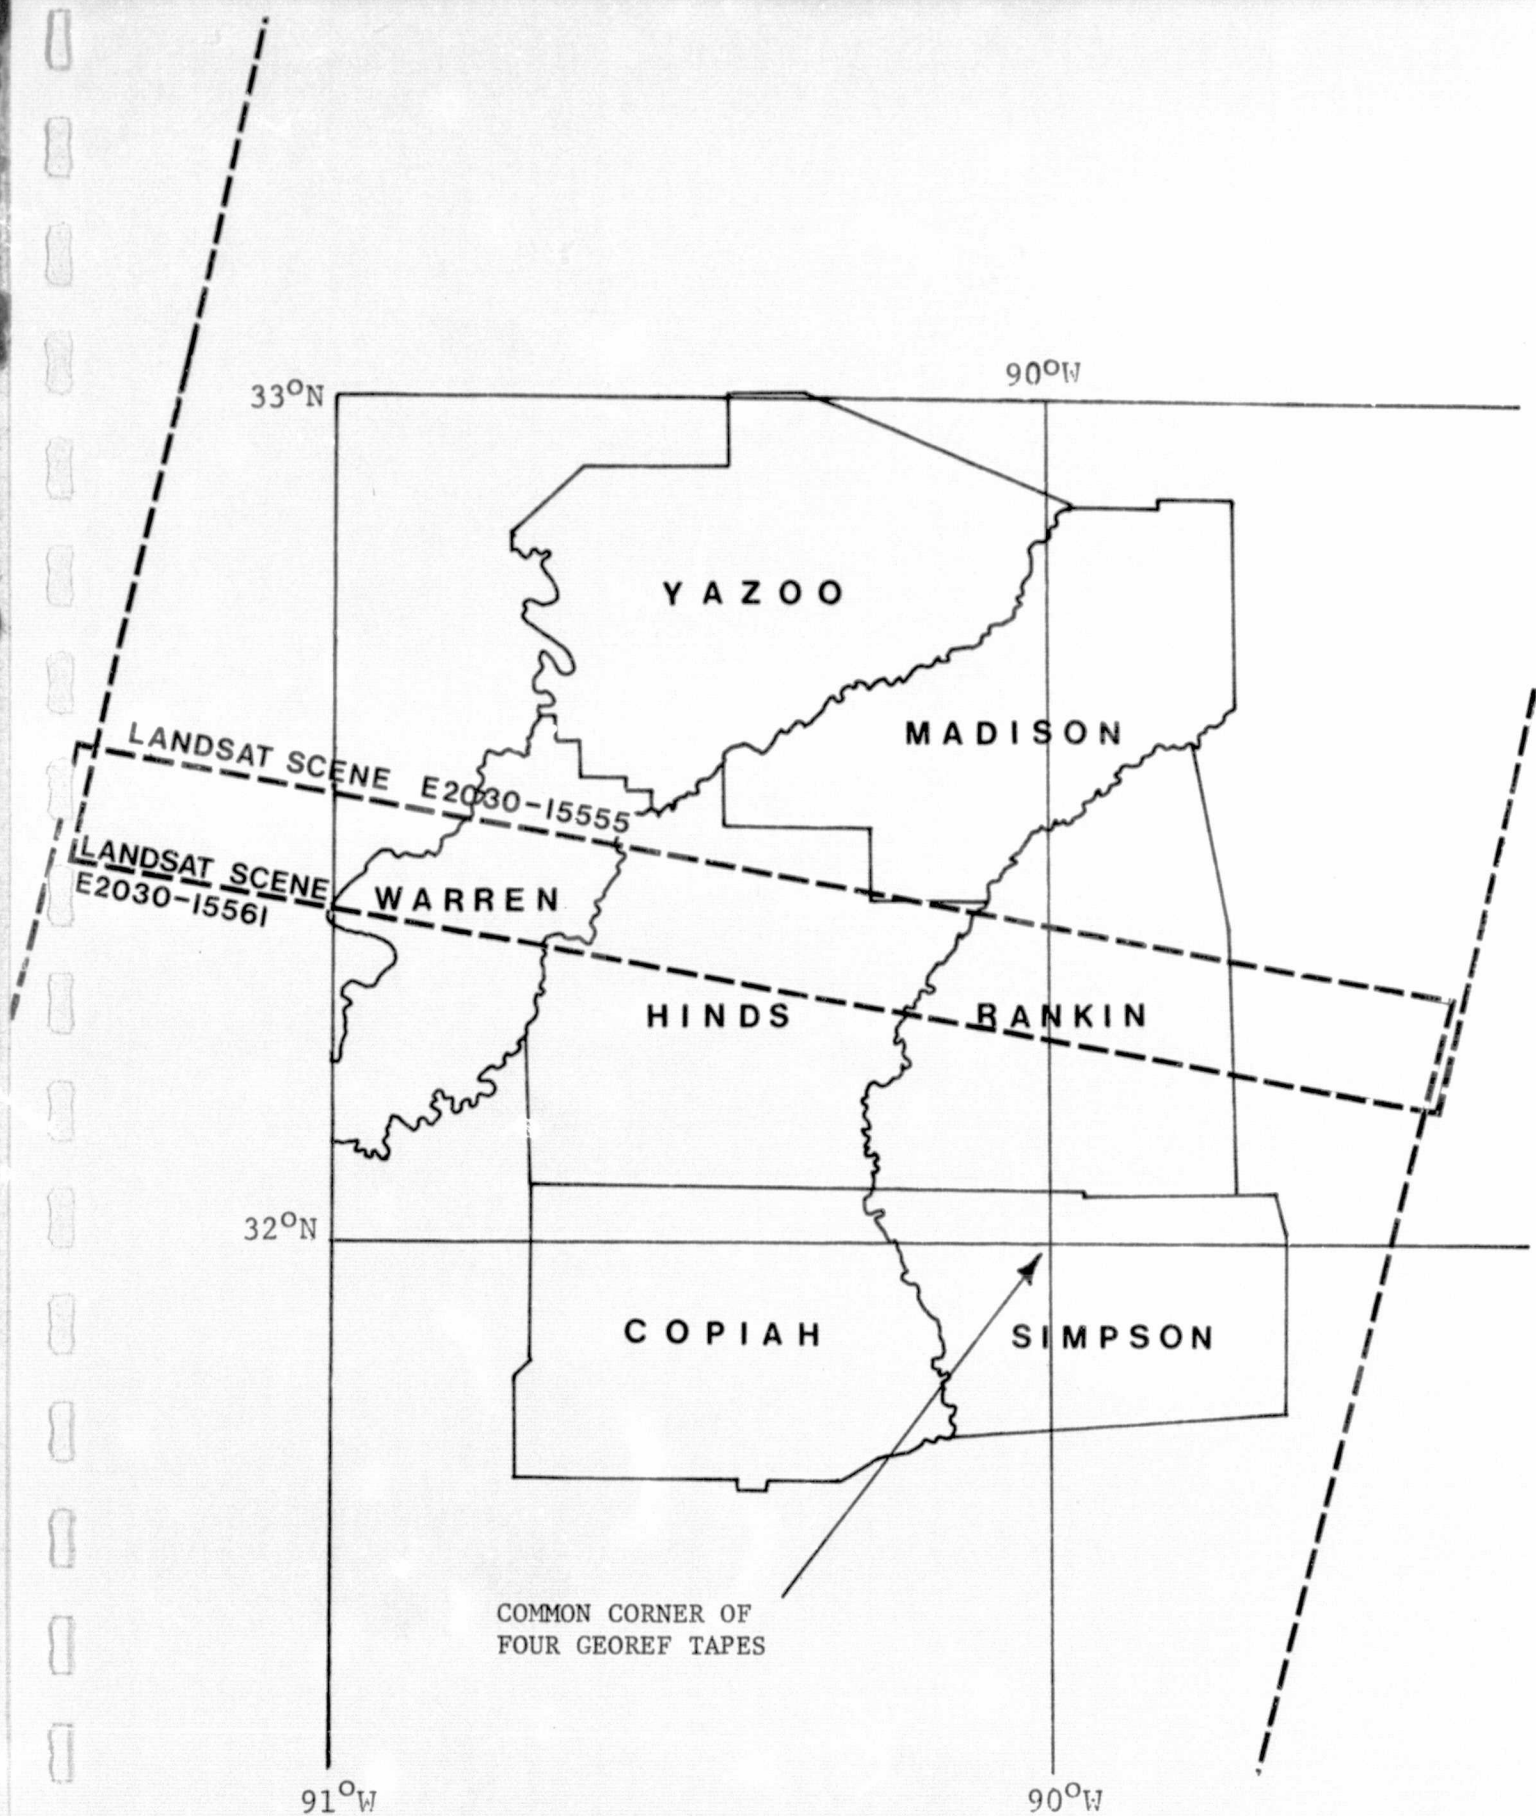 90°W
33°N
YAZOO
MADISON
LANDSAT SCENE E2030-15555
LANDSAT SCENE
E2030-15561
WARREN
HINDS
RANKIN
32°N
COPIAH
SIMPSON
COMMON CORNER OF
FOUR GEOREF TAPES
91°W
90°W